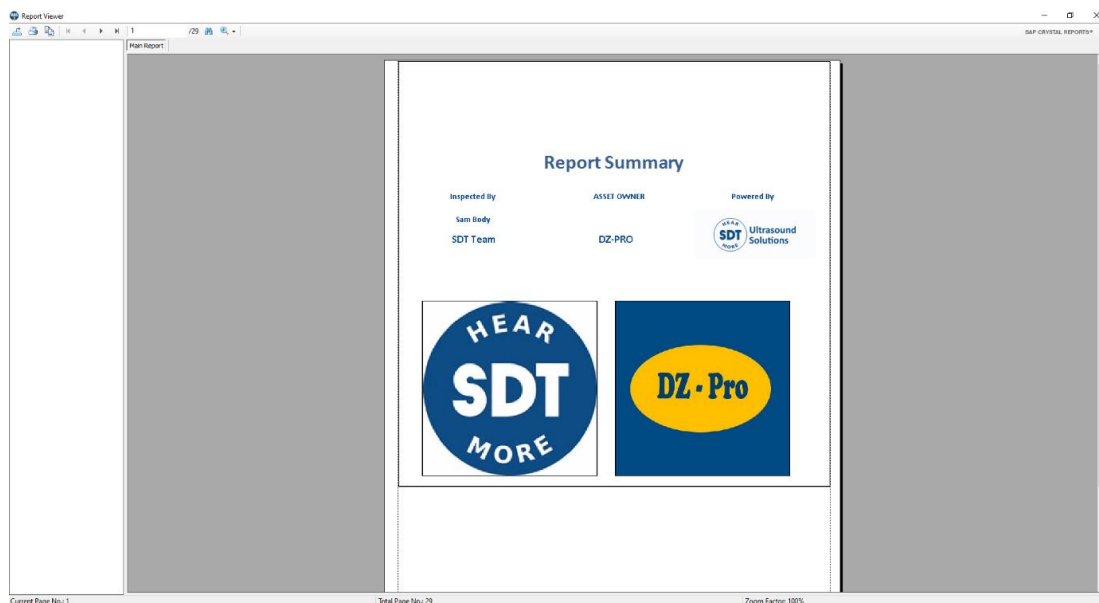 Report Viewer
1 /29
SAP CRYSTAL REPORTS®
Main Report
Report Summary
Inspected By ASSET OWNER Powered By
Sam Body
SDT Team DZ-PRO
HEAR
SDT
MORE
Ultrasound
Solutions
HEAR
SDT
MORE
DZ - Pro
Current Page No.: 1 Total Page No.: 29 Zoom Factor: 100%